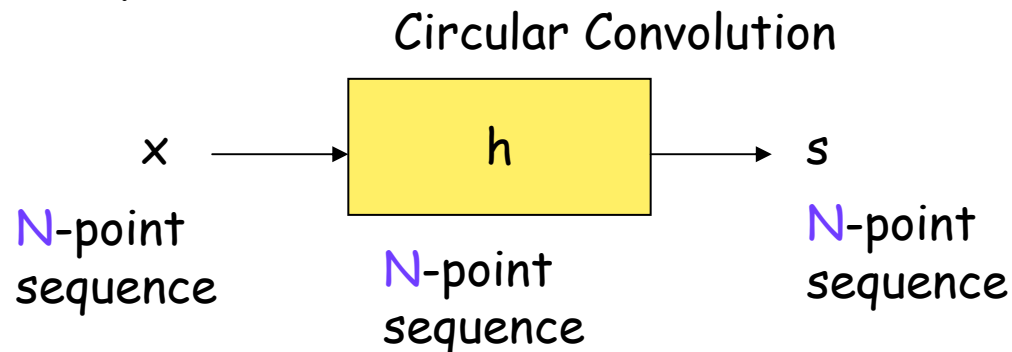 Circular Convolution
x
h
s
N-point
sequence
N-point
sequence
N-point
sequence